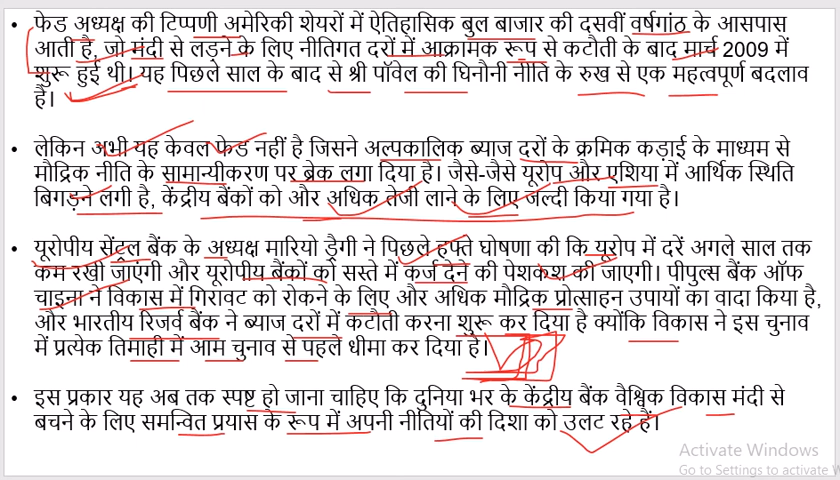 • फेड अध्यक्ष की टिप्पणी अमेरिकी शेयरों में ऐतिहासिक बुल बाजार की दसवीं वर्षगांठ के आसपास
आती है, जो मंदी से लड़ने के लिए नीतिगत दरों में आक्रामक रूप से कटौती के बाद मार्च 2009 में
शुरू हुई थी। यह पिछले साल के बाद से श्री पॉवेल की घिनौनी नीति के रुख से एक महत्वपूर्ण बदलाव
है।
• लेकिन अभी यह केवल फेड नहीं है जिसने अल्पकालिक ब्याज दरों के क्रमिक कड़ाई के माध्यम से
मौद्रिक नीति के सामान्यीकरण पर ब्रेक लगा दिया है। जैसे-जैसे यूरोप और एशिया में आर्थिक स्थिति
बिगड़ने लगी है, केंद्रीय बैंकों को और अधिक तेजी लाने के लिए जल्दी किया गया है।
• यूरोपीय सेंट्रल बैंक के अध्यक्ष मारियो ड्रैगी ने पिछले हफ्ते घोषणा की कि यूरोप में दरें अगले साल तक
कम रखी जाएंगी और यूरोपीय बैंकों को सस्ते में कर्ज देने की पेशकश की जाएगी। पीपुल्स बैंक ऑफ
चाइना ने विकास में गिरावट को रोकने के लिए और अधिक मौद्रिक प्रोत्साहन उपायों का वादा किया है,
और भारतीय रिजर्व बैंक ने ब्याज दरों में कटौती करना शुरू कर दिया है क्योंकि विकास ने इस चुनाव
में प्रत्येक तिमाही में आम चुनाव से पहले धीमा कर दिया है।
• इस प्रकार यह अब तक स्पष्ट हो जाना चाहिए कि दुनिया भर के केंद्रीय बैंक वैश्विक विकास मंदी से
बचने के लिए समन्वित प्रयास के रूप में अपनी नीतियों की दिशा को उलट रहे हैं।
Activate Windows
Go to Settings to activate W